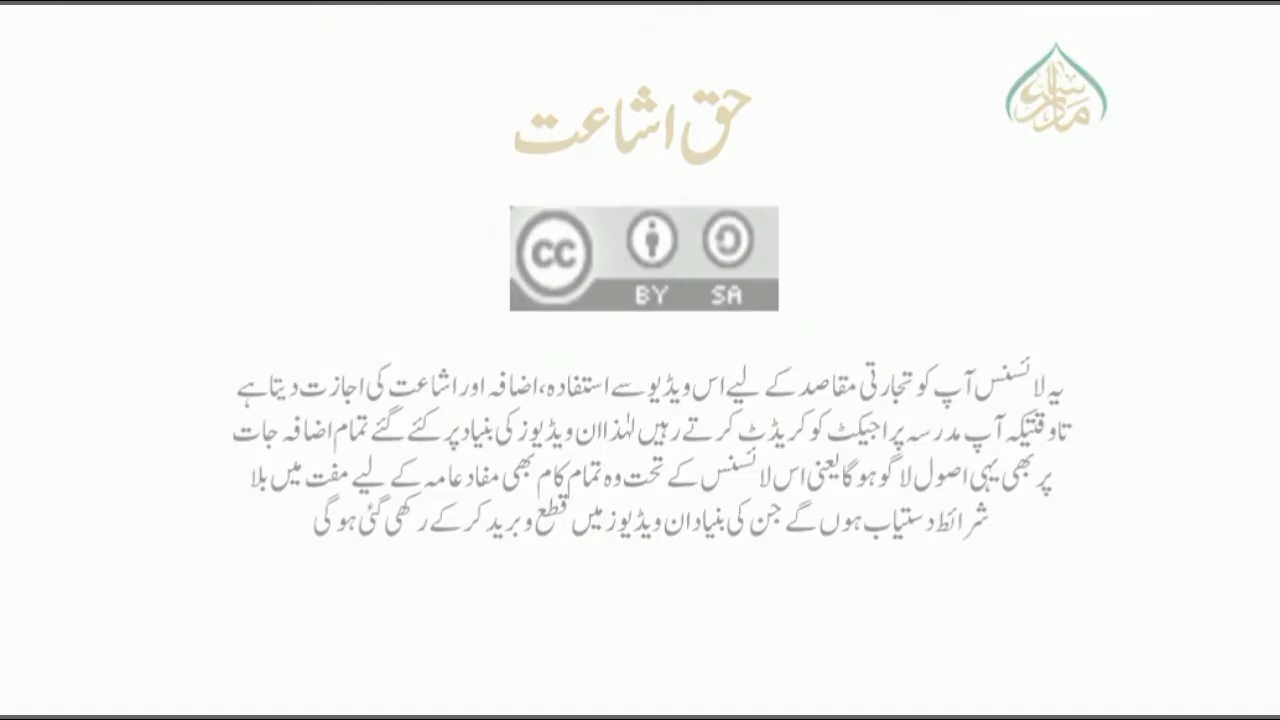 حق اشاعت
cc
BY SA
یہ لائسنس آپ کو تجارتی مقاصد کے لیے اس ویڈیو سے استفادہ، اضافہ اور اشاعت کی اجازت دیتا ہے
تاوقتیکہ آپ مدرسہ پراجیکٹ کو کریڈٹ کرتے رہیں لہٰذا ان ویڈیوز کی بنیاد پر کئے گئے تمام اضافہ جات
پر بھی یہی اصول لاگو ہوگا یعنی اس لائسنس کے تحت وہ تمام کام بھی مفاد عامہ کے لیے مفت میں بلا
شرائط دستیاب ہوں گے جن کی بنیاد ان ویڈیوز میں قطع و برید کر کے رکھی گئی ہوگی